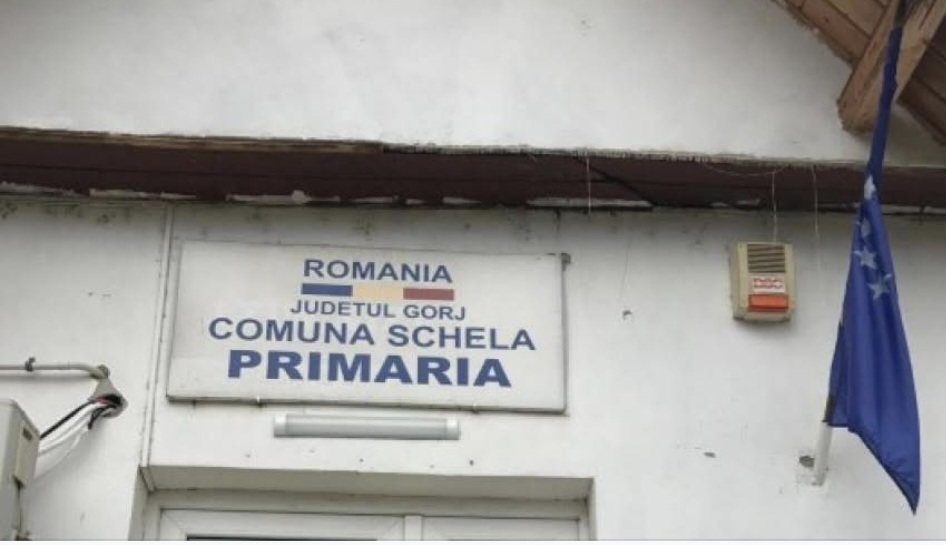 ROMANIA
JUDETUL GORJ
COMUNA SCHELA
PRIMARIA